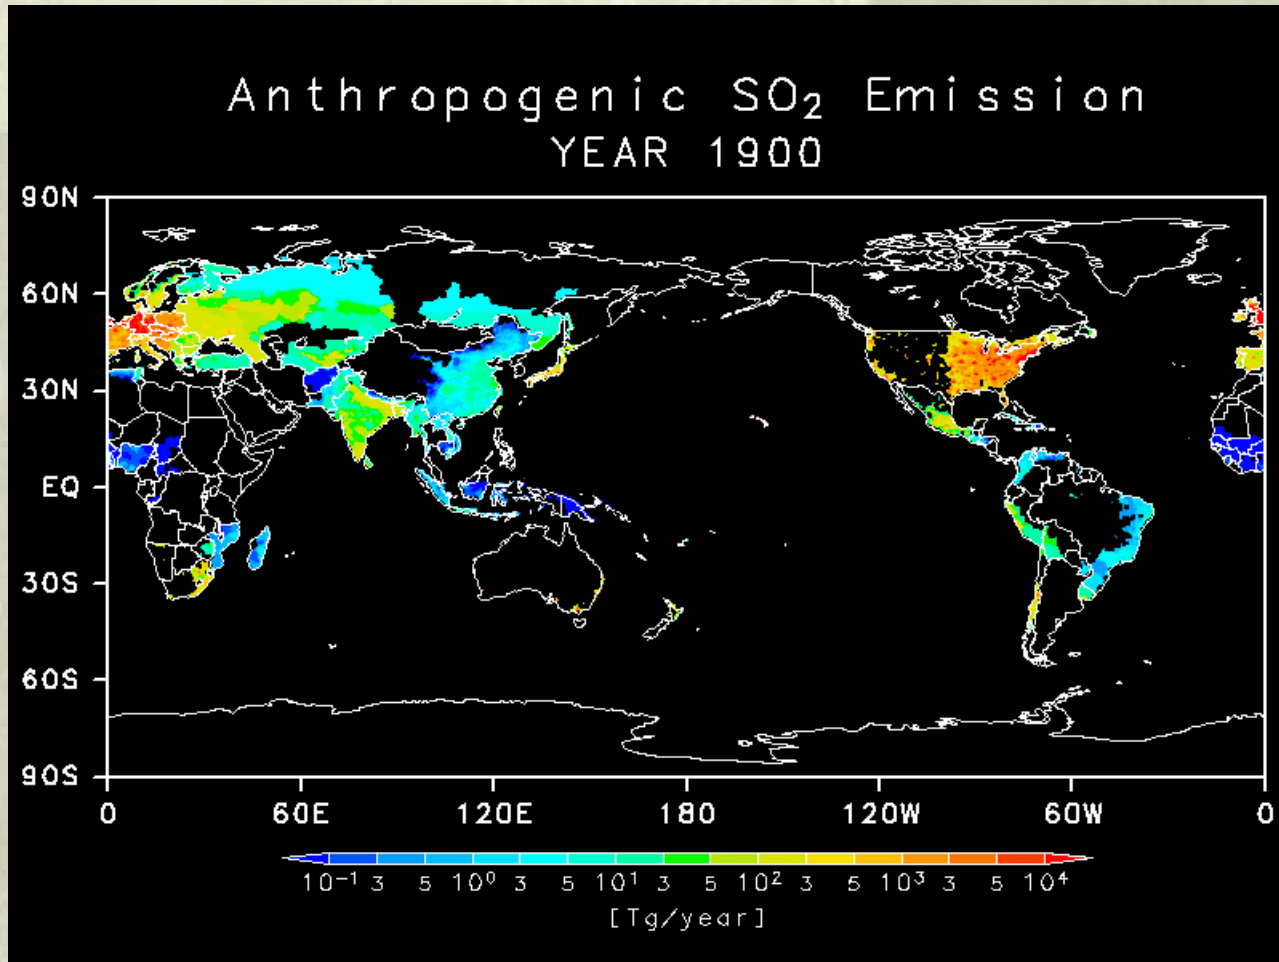 Anthropogenic SO₂ Emission
YEAR 1900
90N
60N
30N
EQ
30S
60S
90S
0 60E 120E 180 120W 60W 0
10⁻¹ 3 5 10⁰ 3 5 10¹ 3 5 10² 3 5 10³ 3 5 10⁴
[Tg/year]